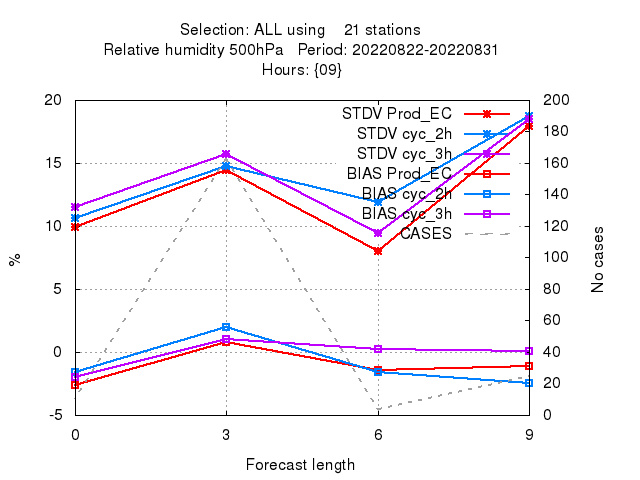 Selection: ALL using    21 stations
Relative humidity 500hPa   Period: 20220822-20220831
Hours: {09}
20
15
10
5
0
-5
%
200
180
160
140
120
100
80
60
40
20
0
No cases
STDV Prod_EC
STDV cyc_2h
STDV cyc_3h
BIAS Prod_EC
BIAS cyc_2h
BIAS cyc_3h
CASES
0
3
6
9
Forecast length